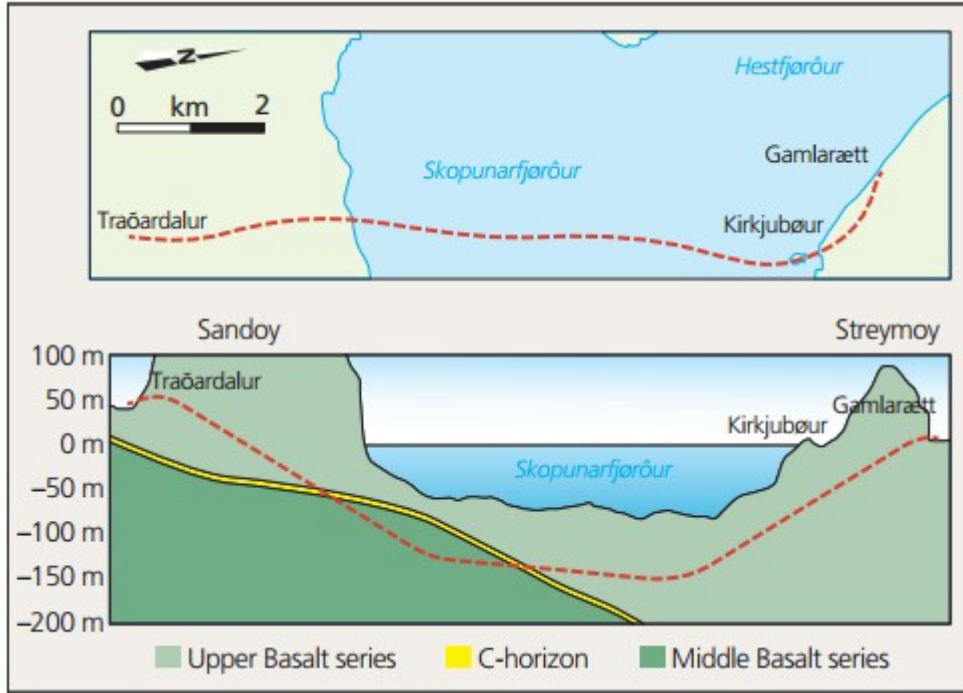 N
0 km 2
Hestfjørður
Gamlarætt
Skopunarfjørður
Traðardalur
Kirkjubøur
Sandoy
Streymoy
100 m
Traðardalur
50 m
Gamlarætt
Kirkjubøur
0 m
Skopunarfjørður
–50 m
–100 m
–150 m
–200 m
Upper Basalt series
C-horizon
Middle Basalt series